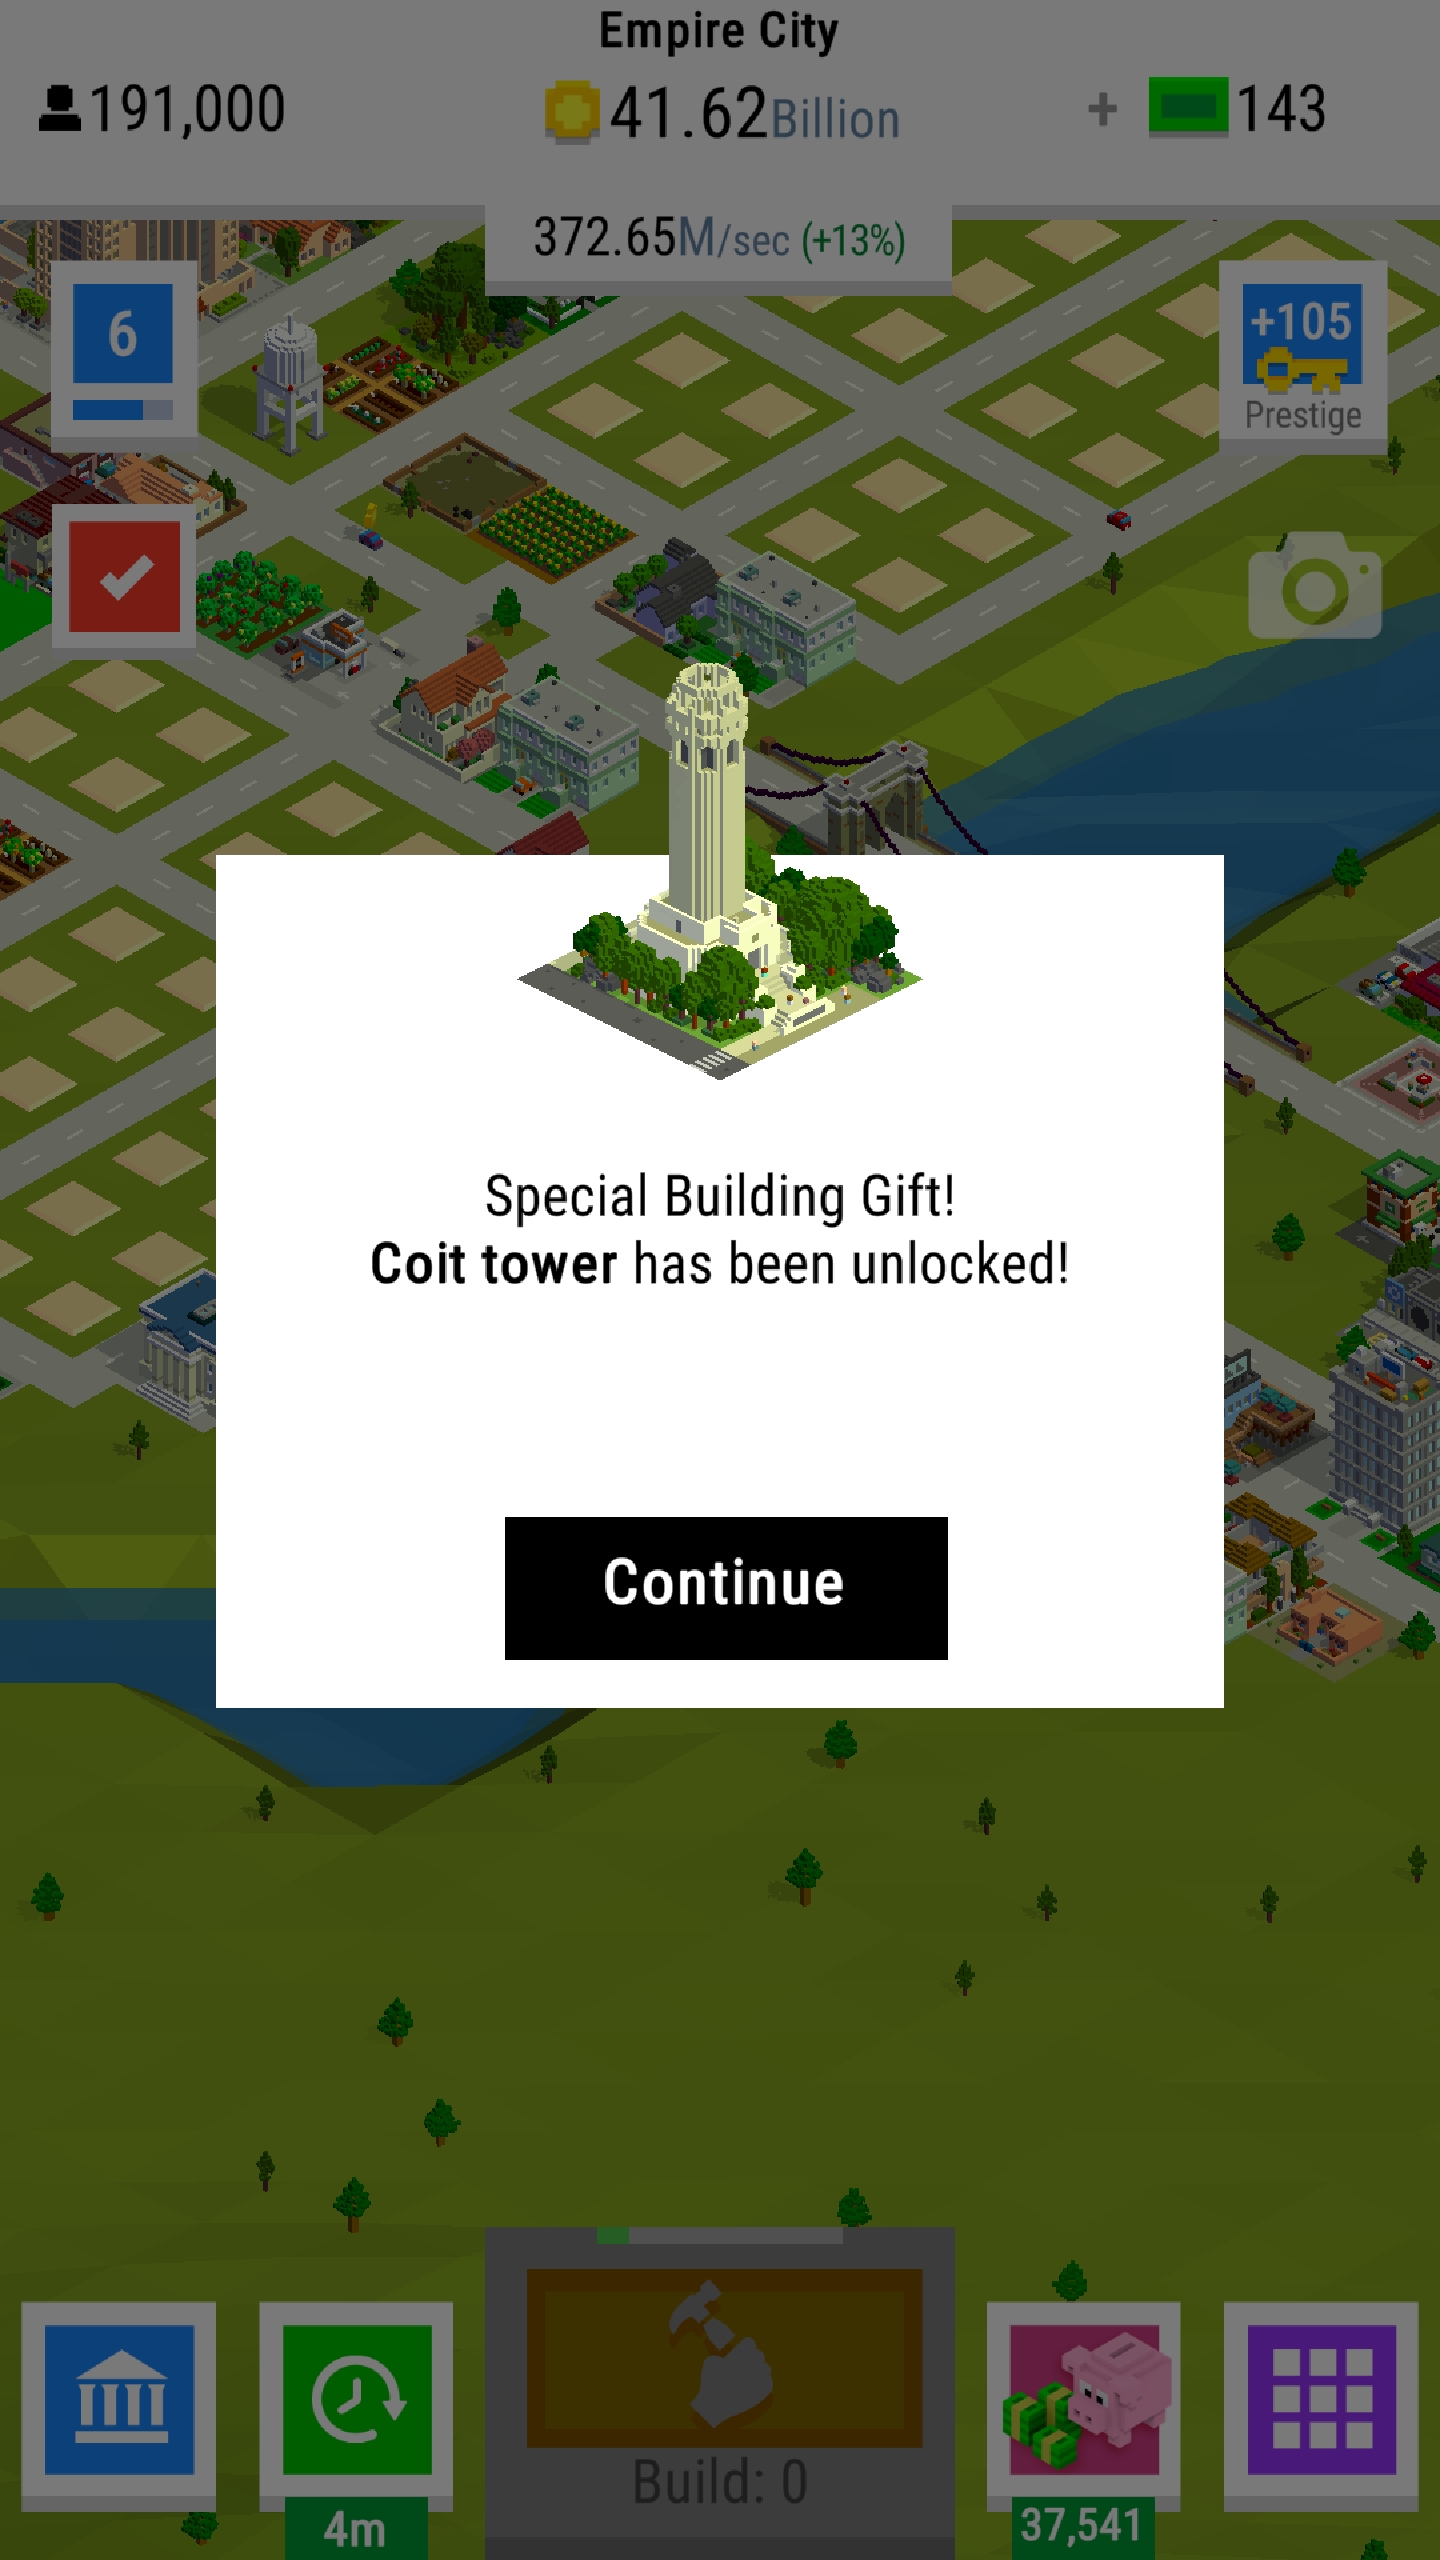 Empire City
191,000
41.62Billion
+ 143
372.65M/sec (+13%)
6
+105
Prestige
Special Building Gift!
Coit tower has been unlocked!
Continue
Build: 0
4m
37,541